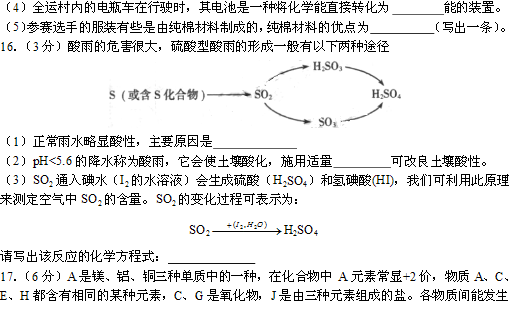 （4）全运村内的电瓶车在行驶时，其电池是一种将化学能直接转化为________能的装置。
（5）参赛选手的服装有些是由纯棉材料制成的，纯棉材料的优点为__________（写出一条）。
16.（3分）酸雨的危害很大，硫酸型酸雨的形成一般有以下两种途径
H₂SO₃
S（或含S化合物） SO₂ H₂SO₄
SO₃
（1）正常雨水略显酸性，主要原因是____________
（2）pH<5.6的降水称为酸雨，它会使土壤酸化，施用适量________可改良土壤酸性。
（3）SO₂通入碘水（I₂的水溶液）会生成硫酸（H₂SO₄）和氢碘酸(HI)，我们可利用此原理
来测定空气中SO₂的含量。SO₂的变化过程可表示为：
SO₂ +(I₂,H₂O) H₂SO₄
请写出该反应的化学方程式：____________
17.（6分）A是镁、铝、铜三种单质中的一种，在化合物中 A元素常显+2价，物质A、C、
E、H都含有相同的某种元素，C、G是氧化物，J是由三种元素组成的盐。各物质间能发生